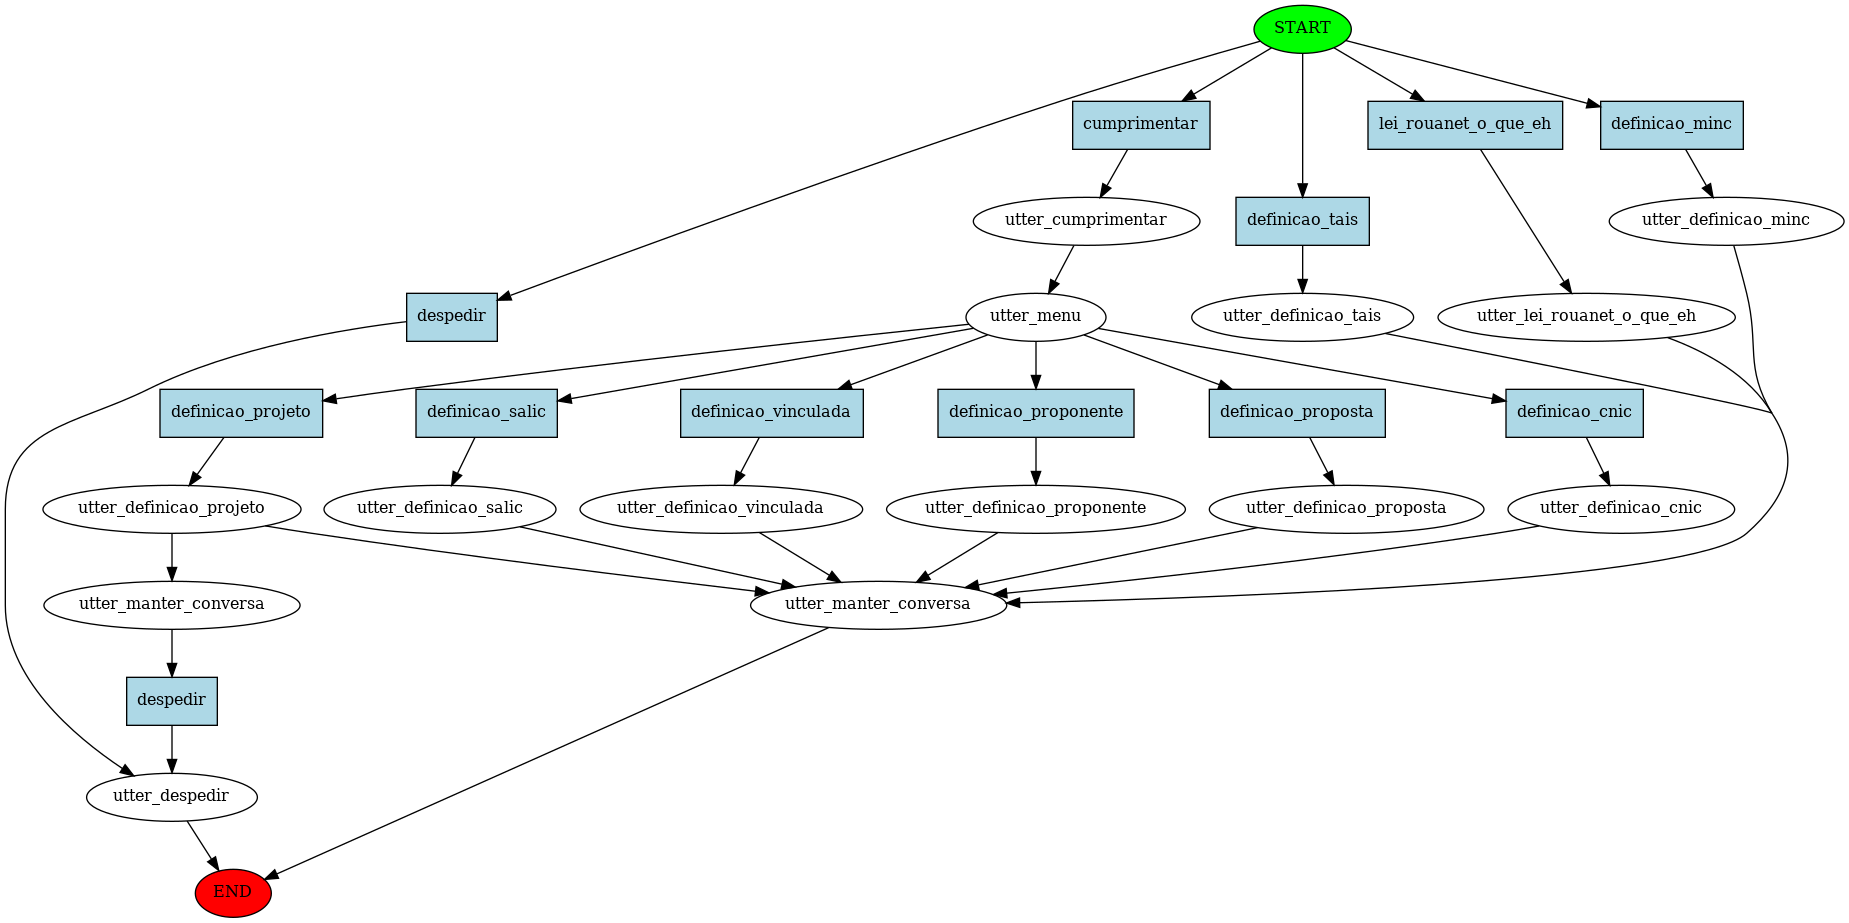 START
cumprimentar
lei_rouanet_o_que_eh
definicao_minc
utter_cumprimentar
definicao_tais
utter_definicao_minc
despedir
utter_menu
utter_definicao_tais
utter_lei_rouanet_o_que_eh
definicao_projeto
definicao_salic
definicao_vinculada
definicao_proponente
definicao_proposta
definicao_cnic
utter_definicao_projeto
utter_definicao_salic
utter_definicao_vinculada
utter_definicao_proponente
utter_definicao_proposta
utter_definicao_cnic
utter_manter_conversa
utter_manter_conversa
despedir
utter_despedir
END